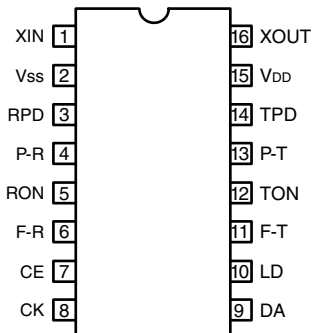 XIN 1 16 XOUT
Vss 2 15 VDD
RPD 3 14 TPD
P-R 4 13 P-T
RON 5 12 TON
F-R 6 11 F-T
CE 7 10 LD
CK 8 9 DA